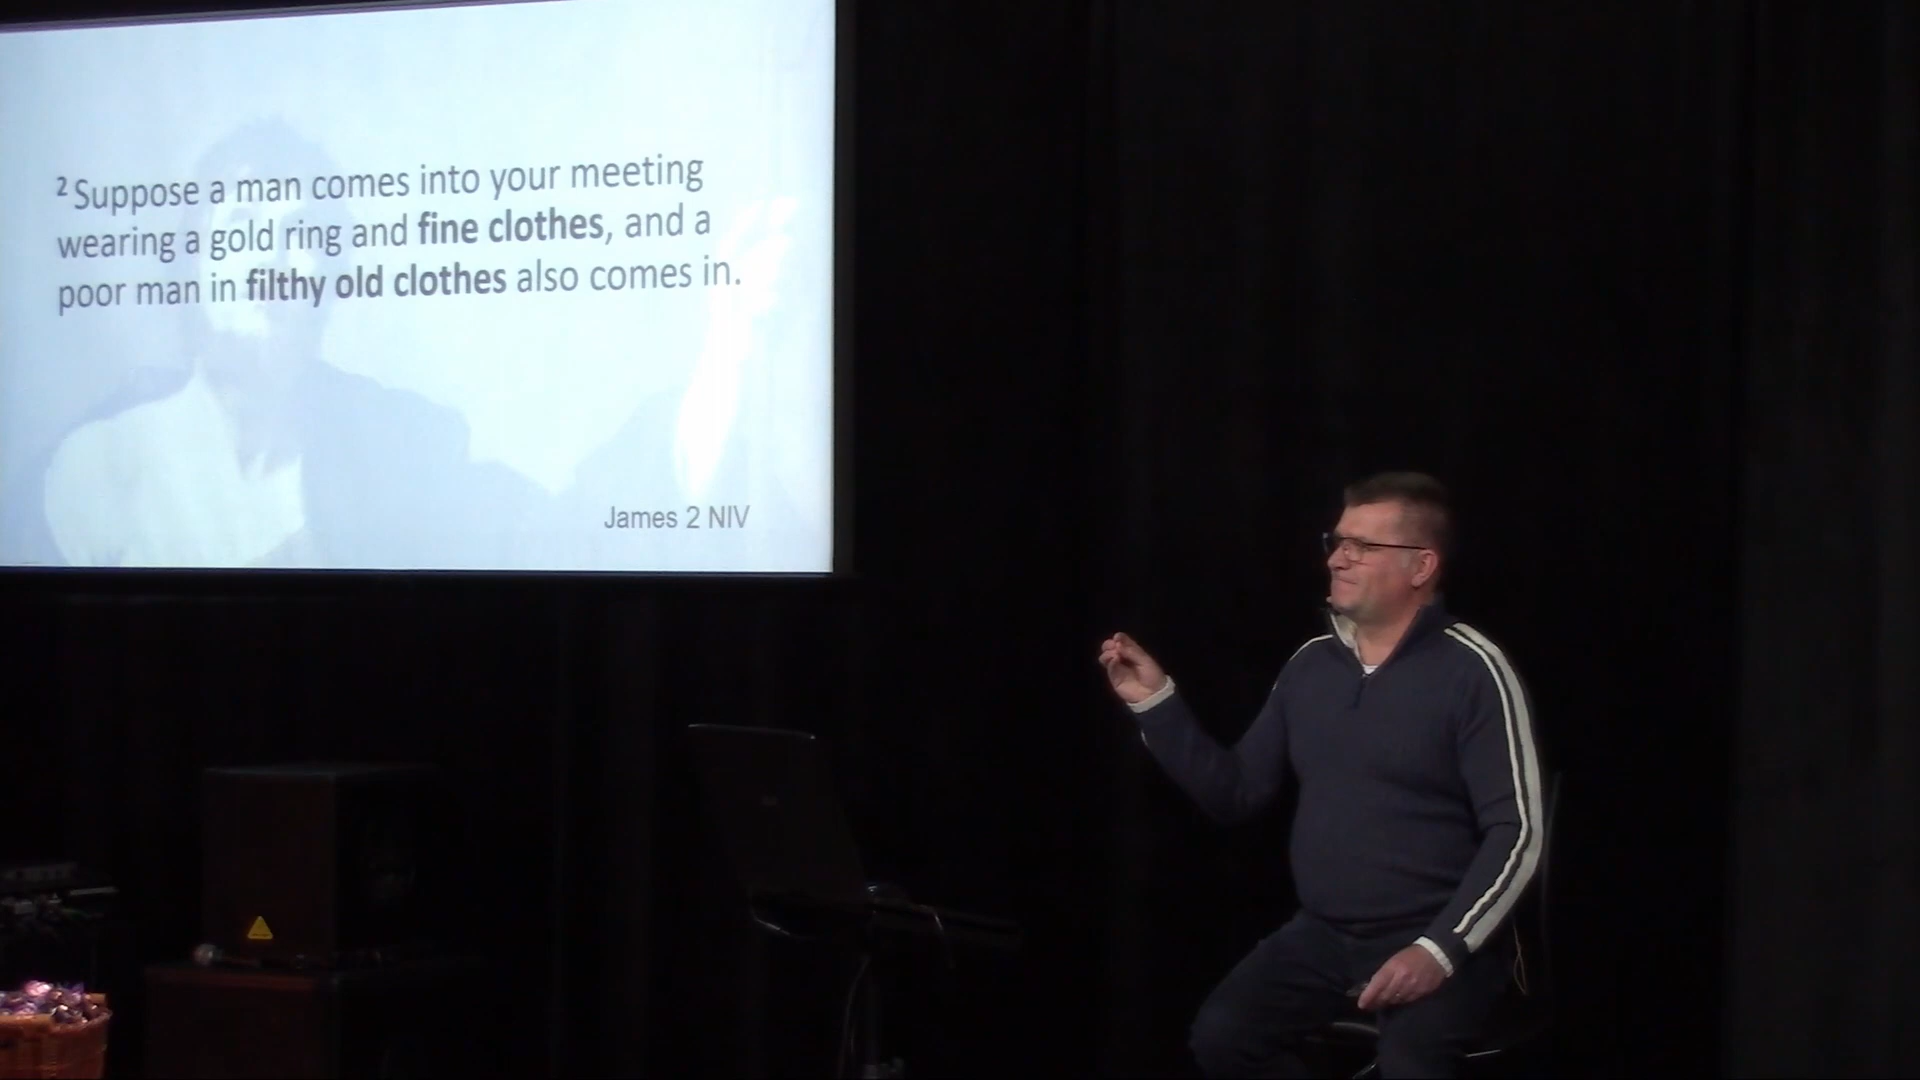 ² Suppose a man comes into your meeting
wearing a gold ring and fine clothes, and a
poor man in filthy old clothes also comes in.
James 2 NIV